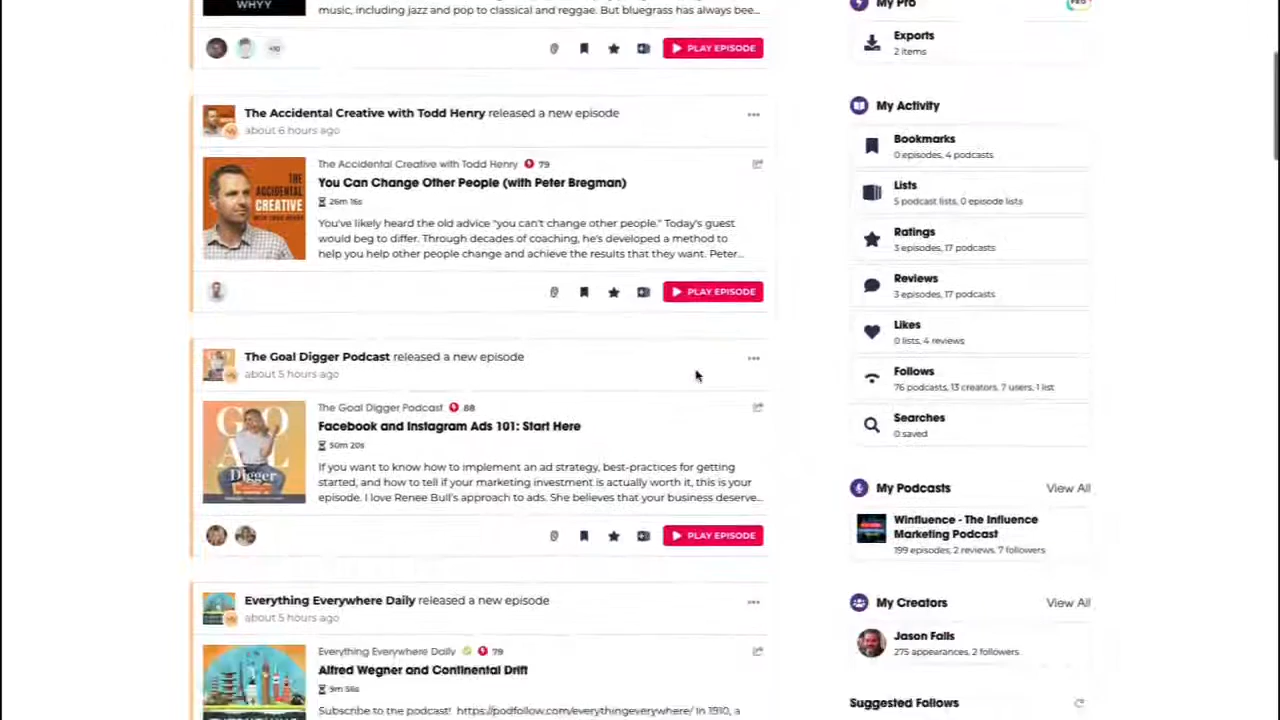 WHYY
music, including jazz and pop to classical and reggae. But bluegrass has always bee...
+10
PLAY EPISODE
The Accidental Creative with Todd Henry released a new episode
about 6 hours ago
THE ACCIDENTAL CREATIVE WITH TODD HENRY
The Accidental Creative with Todd Henry 79
You Can Change Other People (with Peter Bregman)
26m 16s
You've likely heard the old advice "you can't change other people." Today's guest
would beg to differ. Through decades of coaching, he's developed a method to
help you help other people change and achieve the results that they want. Peter...
PLAY EPISODE
The Goal Digger Podcast released a new episode
about 5 hours ago
Digger
The Goal Digger Podcast 88
Facebook and Instagram Ads 101: Start Here
50m 20s
If you want to know how to implement an ad strategy, best-practices for getting
started, and how to tell if your marketing investment is actually worth it, this is your
episode. I love Renee Bull's approach to ads. She believes that your business deserve...
PLAY EPISODE
Everything Everywhere Daily released a new episode
about 5 hours ago
Everything Everywhere Daily 79
Alfred Wegner and Continental Drift
9m 56s
Subscribe to the podcast! https://podfollow.com/everythingeverywhere/ In 1910, a
My Pro
PRO
Exports
2 items
My Activity
Bookmarks
0 episodes, 4 podcasts
Lists
5 podcast lists, 0 episode lists
Ratings
3 episodes, 17 podcasts
Reviews
3 episodes, 17 podcasts
Likes
0 lists, 4 reviews
Follows
76 podcasts, 13 creators, 7 users, 1 list
Searches
0 saved
My Podcasts View All
Winfluence - The Influence
Marketing Podcast
199 episodes, 2 reviews, 7 followers
My Creators View All
Jason Falls
275 appearances, 2 followers
Suggested Follows